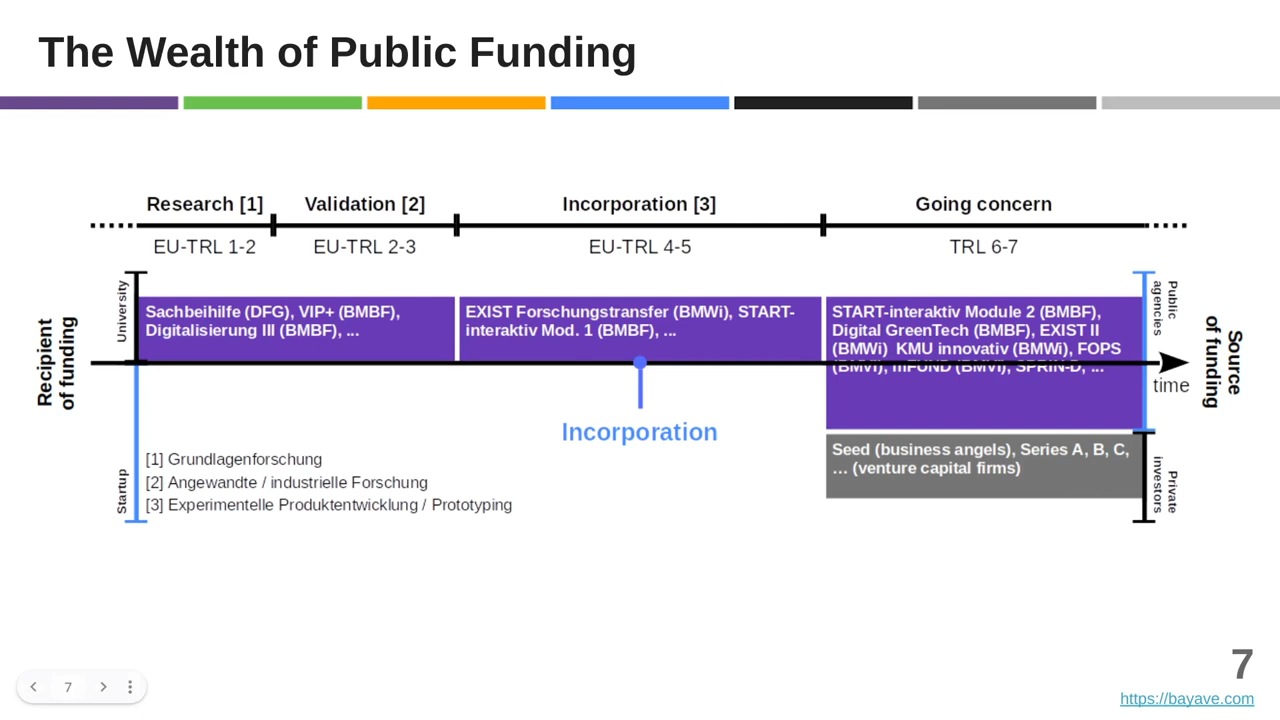 The Wealth of Public Funding
Research [1]
Validation [2]
Incorporation [3]
Going concern
EU-TRL 1-2
EU-TRL 2-3
EU-TRL 4-5
TRL 6-7
Recipient
of funding
University
Startup
Sachbeihilfe (DFG), VIP+ (BMBF),
Digitalisierung III (BMBF), ...
EXIST Forschungstransfer (BMWi), START-
interaktiv Mod. 1 (BMBF), ...
START-interaktiv Module 2 (BMBF),
Digital GreenTech (BMBF), EXIST II
(BMWi) KMU innovativ (BMWi), FOPS
(BMVI), mFUND (BMVI), SPRIN-D, ...
Public
agencies
Source
of funding
time
Incorporation
Seed (business angels), Series A, B, C,
… (venture capital firms)
Private
investors
[1] Grundlagenforschung
[2] Angewandte / industrielle Forschung
[3] Experimentelle Produktentwicklung / Prototyping
7
7
https://bayave.com